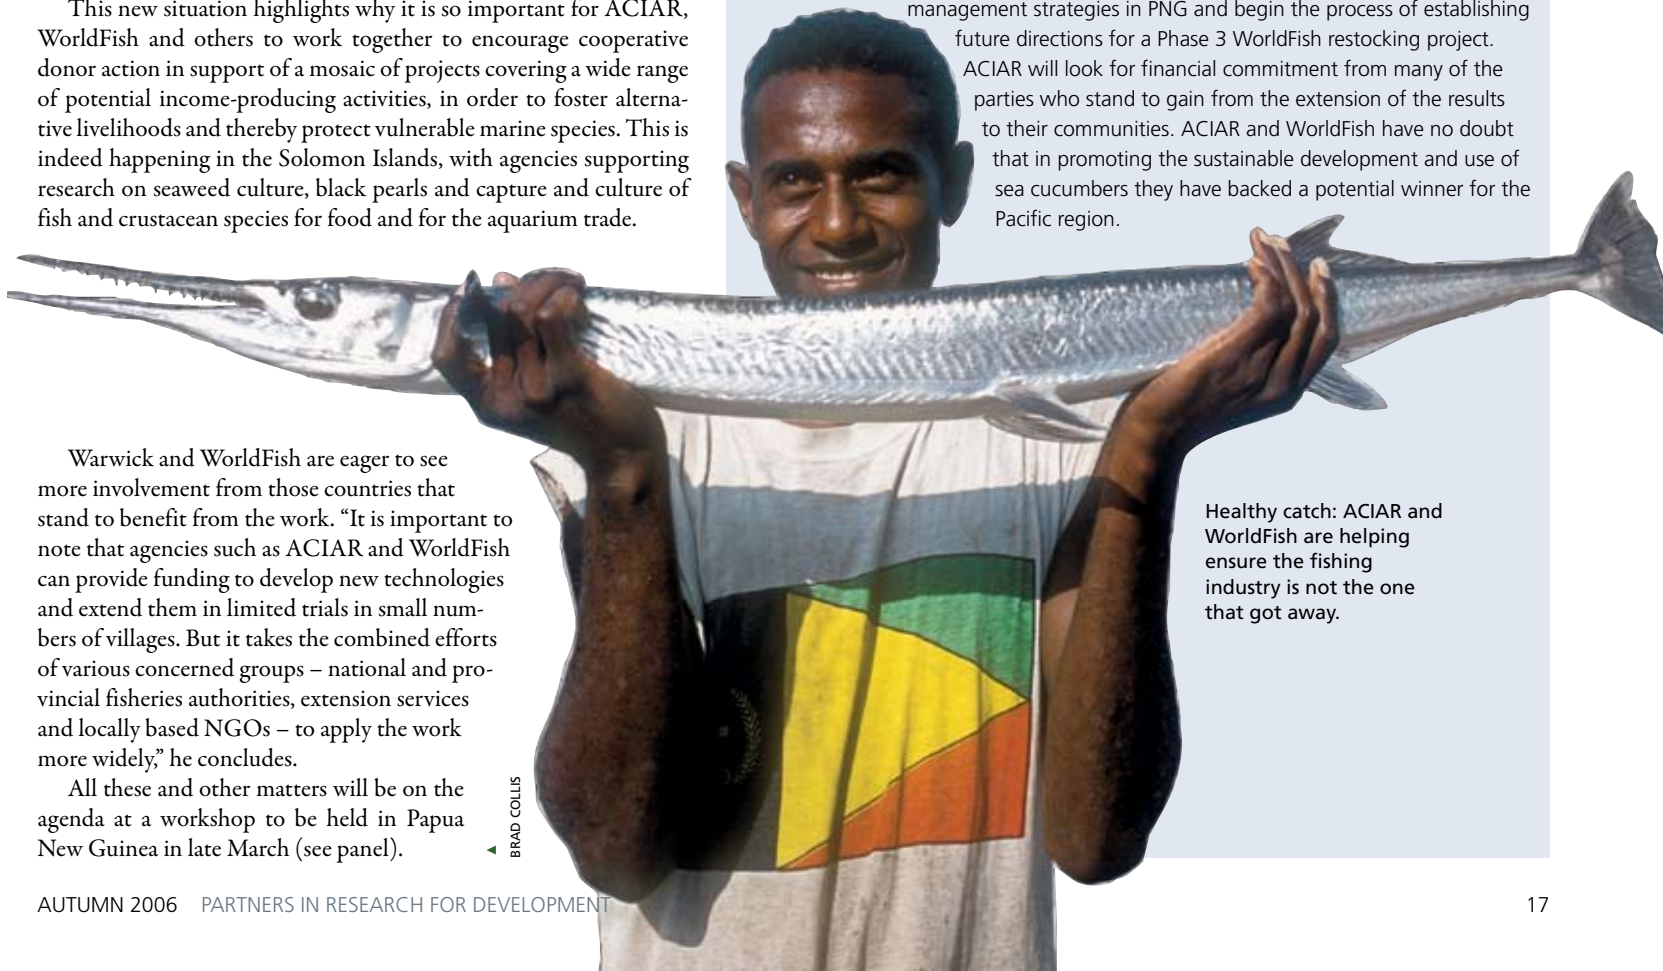 This new situation highlights why it is so important for ACIAR,
WorldFish and others to work together to encourage cooperative
donor action in support of a mosaic of projects covering a wide range
of potential income-producing activities, in order to foster alterna-
tive livelihoods and thereby protect vulnerable marine species. This is
indeed happening in the Solomon Islands, with agencies supporting
research on seaweed culture, black pearls and capture and culture of
fish and crustacean species for food and for the aquarium trade.
Warwick and WorldFish are eager to see
more involvement from those countries that
stand to benefit from the work. “It is important to
note that agencies such as ACIAR and WorldFish
can provide funding to develop new technologies
and extend them in limited trials in small num-
bers of villages. But it takes the combined efforts
of various concerned groups – national and pro-
vincial fisheries authorities, extension services
and locally based NGOs – to apply the work
more widely,” he concludes.
All these and other matters will be on the
agenda at a workshop to be held in Papua
New Guinea in late March (see panel).
BRAD COLLIS
management strategies in PNG and begin the process of establishing
future directions for a Phase 3 WorldFish restocking project.
ACIAR will look for financial commitment from many of the
parties who stand to gain from the extension of the results
to their communities. ACIAR and WorldFish have no doubt
that in promoting the sustainable development and use of
sea cucumbers they have backed a potential winner for the
Pacific region.
Healthy catch: ACIAR and
WorldFish are helping
ensure the fishing
industry is not the one
that got away.
AUTUMN 2006 PARTNERS IN RESEARCH FOR DEVELOPMENT
17